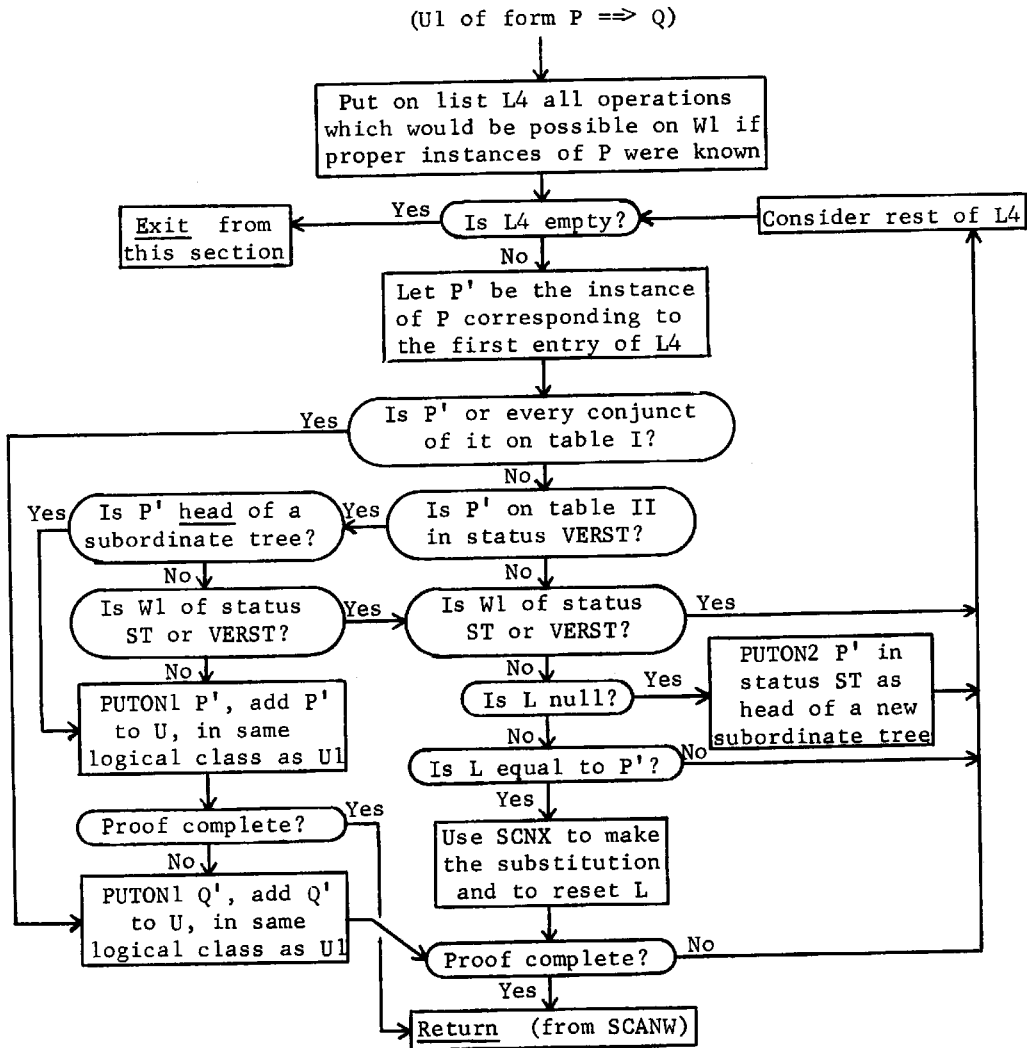 (U1 of form P ==> Q)
Put on list L4 all operations
which would be possible on W1 if
proper instances of P were known
Yes
Is L4 empty?
Consider rest of L4
Exit from
this section
No
Let P' be the instance
of P corresponding to
the first entry of L4
Yes
Is P' or every conjunct
of it on table I?
No
Yes
Is P' head of a
subordinate tree?
Yes
Is P' on table II
in status VERST?
No
No
Is W1 of status
ST or VERST?
Yes
Is W1 of status
ST or VERST?
Yes
No
No
PUTON1 P', add P'
to U, in same
logical class as U1
Is L null?
Yes
PUTON2 P' in
status ST as
head of a new
subordinate tree
No
Is L equal to P'?
No
Yes
Proof complete?
Yes
No
Use SCNX to make
the substitution
and to reset L
PUTON1 Q', add Q'
to U, in same
logical class as U1
Proof complete?
No
Yes
Return (from SCANW)